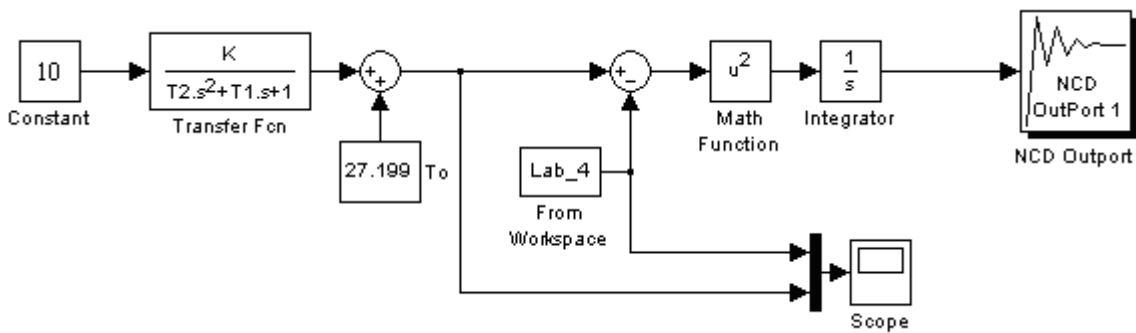 10
Constant
K
T2.s²+T1.s+1
Transfer Fcn
+
+
27.199
To
+
−
Lab_4
From
Workspace
u²
Math
Function
1
s
Integrator
NCD
OutPort 1
NCD Outport
Scope